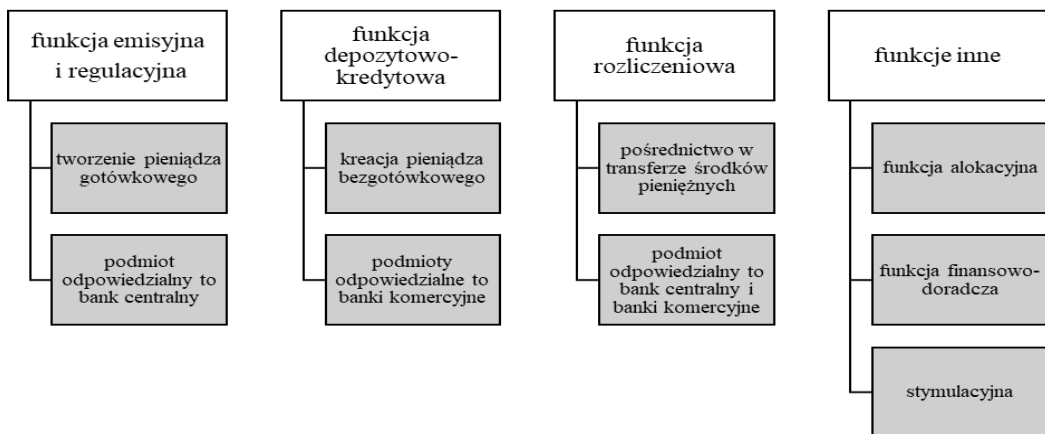 funkcja emisyjna
i regulacyjna
tworzenie pieniądza
gotówkowego
podmiot
odpowiedzialny to
bank centralny
funkcja
depozytowo-
kredytowa
kreacja pieniądza
bezgotówkowego
podmioty
odpowiedzialne to
banki komercyjne
funkcja
rozliczeniowa
pośrednictwo w
transferze środków
pieniężnych
podmiot
odpowiedzialny to
bank centralny i
banki komercyjne
funkcje inne
funkcja alokacyjna
funkcja finansowo-
doradcza
stymulacyjna